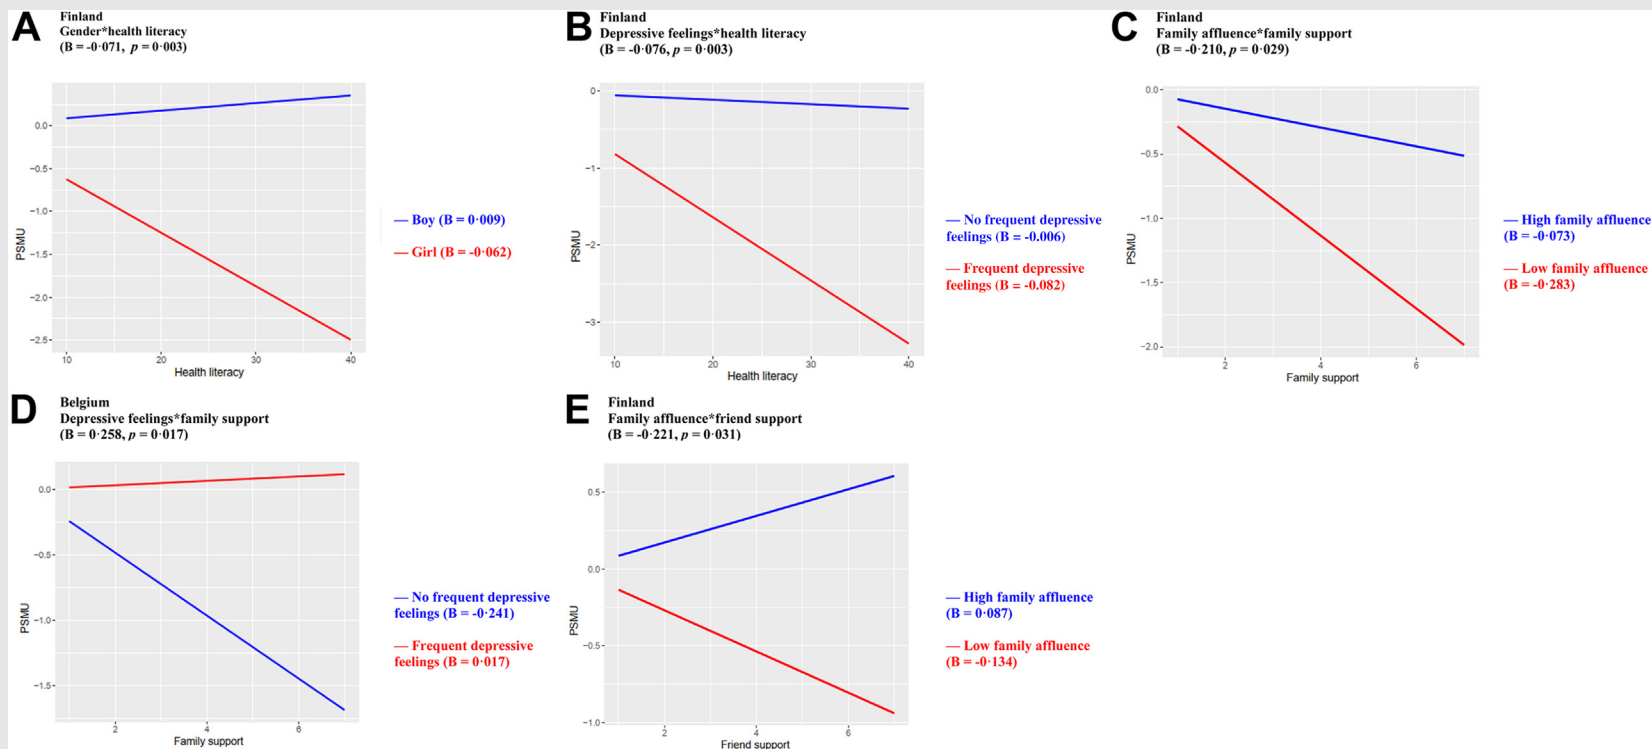 A
Finland
Gender*health literacy
(B = -0·071, p = 0·003)
0.0
−0.5
−1.0
−1.5
−2.0
−2.5
PSMU
10
20
30
40
Health literacy
— Boy (B = 0·009)
— Girl (B = -0·062)
B
Finland
Depressive feelings*health literacy
(B = -0·076, p = 0·003)
0
−1
−2
−3
PSMU
10
20
30
40
Health literacy
— No frequent depressive
feelings (B = -0.006)
— Frequent depressive
feelings (B = -0.082)
C
Finland
Family affluence*family support
(B = -0·210, p = 0·029)
0.0
−0.5
−1.0
−1.5
−2.0
PSMU
2
4
6
Family support
— High family affluence
(B = -0·073)
— Low family affluence
(B = -0·283)
D
Belgium
Depressive feelings*family support
(B = 0·258, p = 0·017)
0.0
−0.5
−1.0
−1.5
PSMU
2
4
6
Family support
— No frequent depressive
feelings (B = -0·241)
— Frequent depressive
feelings (B = 0·017)
E
Finland
Family affluence*friend support
(B = -0·221, p = 0·031)
0.5
0.0
−0.5
−1.0
PSMU
2
4
6
Friend support
— High family affluence
(B = 0·087)
— Low family affluence
(B = -0·134)